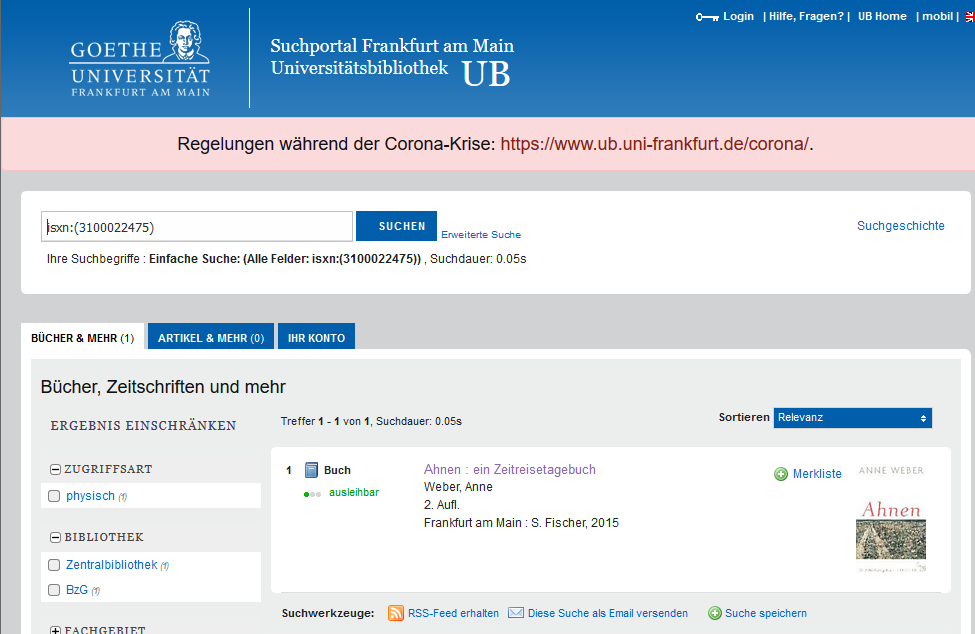 Login | Hilfe, Fragen? | UB Home | mobil |
GOETHE
UNIVERSITÄT
FRANKFURT AM MAIN
Suchportal Frankfurt am Main
Universitätsbibliothek UB
Regelungen während der Corona-Krise: https://www.ub.uni-frankfurt.de/corona/.
isxn:(3100022475) SUCHEN Erweiterte Suche Suchgeschichte
Ihre Suchbegriffe : Einfache Suche: (Alle Felder: isxn:(3100022475)) , Suchdauer: 0.05s
BÜCHER & MEHR (1) ARTIKEL & MEHR (0) IHR KONTO
Bücher, Zeitschriften und mehr
ERGEBNIS EINSCHRÄNKEN
ZUGRIFFSART
physisch (1)
BIBLIOTHEK
Zentralbibliothek (1)
BzG (1)
FACHGEBIET
Treffer 1 - 1 von 1, Suchdauer: 0.05s
Sortieren Relevanz
1 Buch
ausleihbar
Ahnen : ein Zeitreisetagebuch
Weber, Anne
2. Aufl.
Frankfurt am Main : S. Fischer, 2015
Merkliste
ANNE WEBER
Ahnen
Suchwerkzeuge: RSS-Feed erhalten Diese Suche als Email versenden Suche speichern